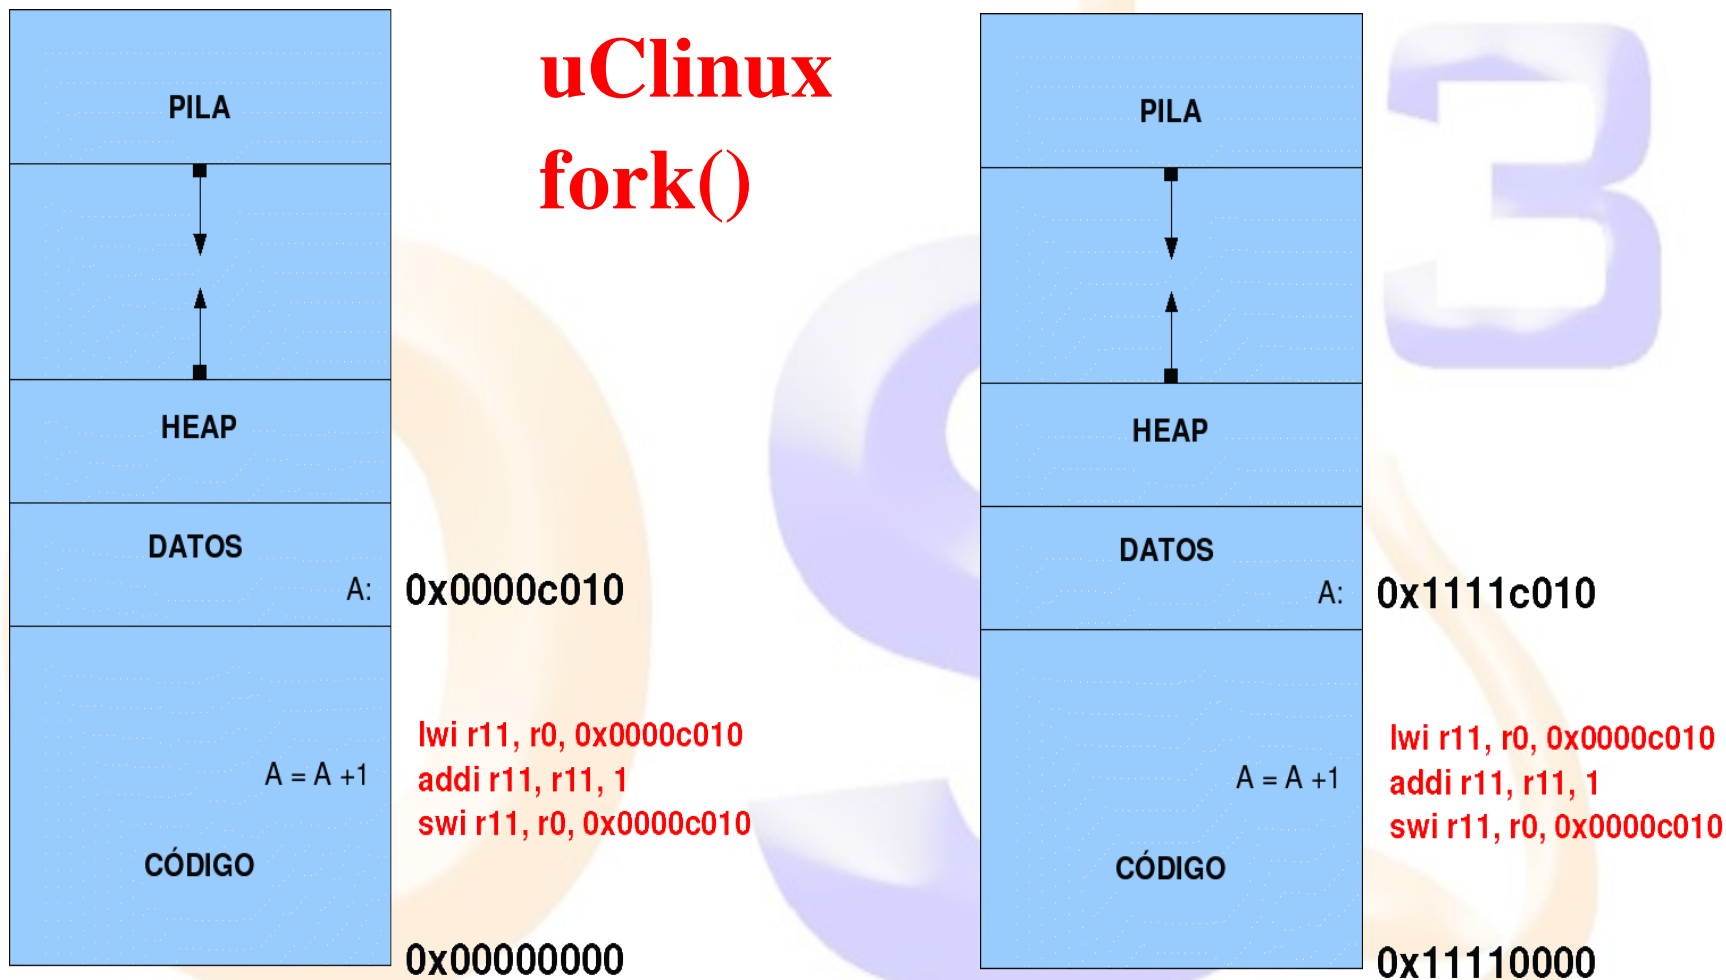 uClinux
fork()
PILA
HEAP
DATOS
A:
0x0000c010
lwi r11, r0, 0x0000c010
A = A +1
addi r11, r11, 1
swi r11, r0, 0x0000c010
CÓDIGO
0x00000000
PILA
HEAP
DATOS
A:
0x1111c010
lwi r11, r0, 0x0000c010
A = A +1
addi r11, r11, 1
swi r11, r0, 0x0000c010
CÓDIGO
0x11110000
3